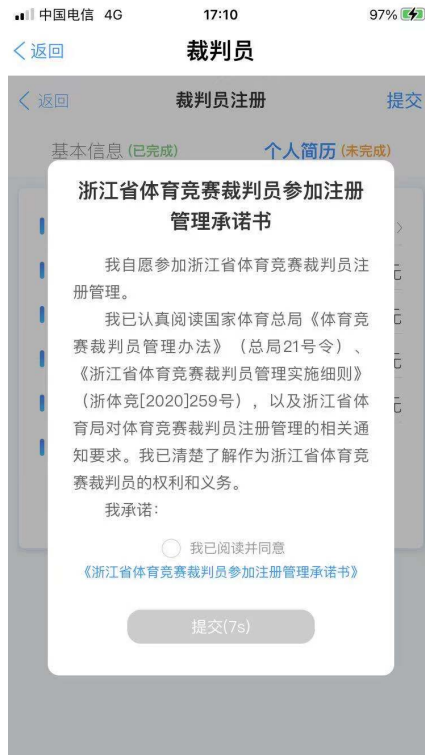 中国电信 4G 17:10 97%
返回 裁判员
返回 裁判员注册 提交
基本信息(已完成) 个人简历(未完成)
浙江省体育竞赛裁判员参加注册
管理承诺书
我自愿参加浙江省体育竞赛裁判员注
册管理。
我已认真阅读国家体育总局《体育竞
赛裁判员管理办法》（总局21号令）、
《浙江省体育竞赛裁判员管理实施细则》
（浙体竞[2020]259号），以及浙江省体
育局对体育竞赛裁判员注册管理的相关通
知要求。我已清楚了解作为浙江省体育竞
赛裁判员的权利和义务。
我承诺：
我已阅读并同意
《浙江省体育竞赛裁判员参加注册管理承诺书》
提交(7s)